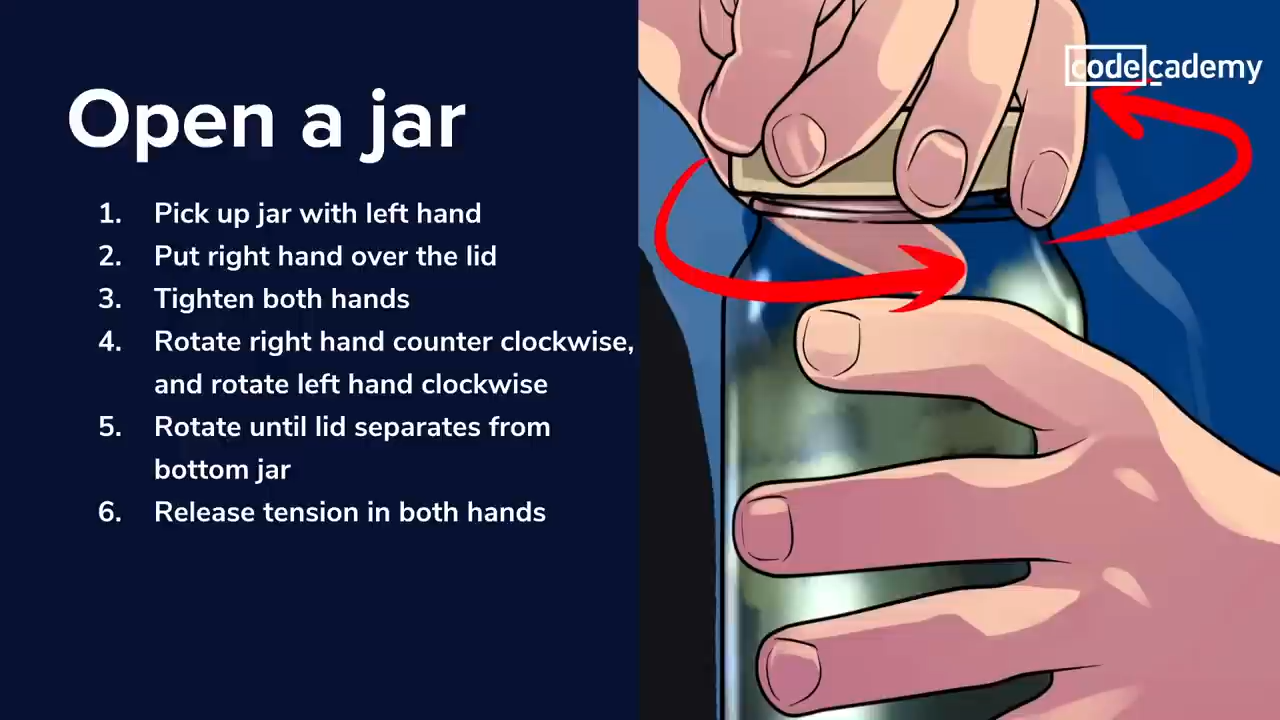 codecademy
Open a jar
1. Pick up jar with left hand
2. Put right hand over the lid
3. Tighten both hands
4. Rotate right hand counter clockwise,
and rotate left hand clockwise
5. Rotate until lid separates from
bottom jar
6. Release tension in both hands